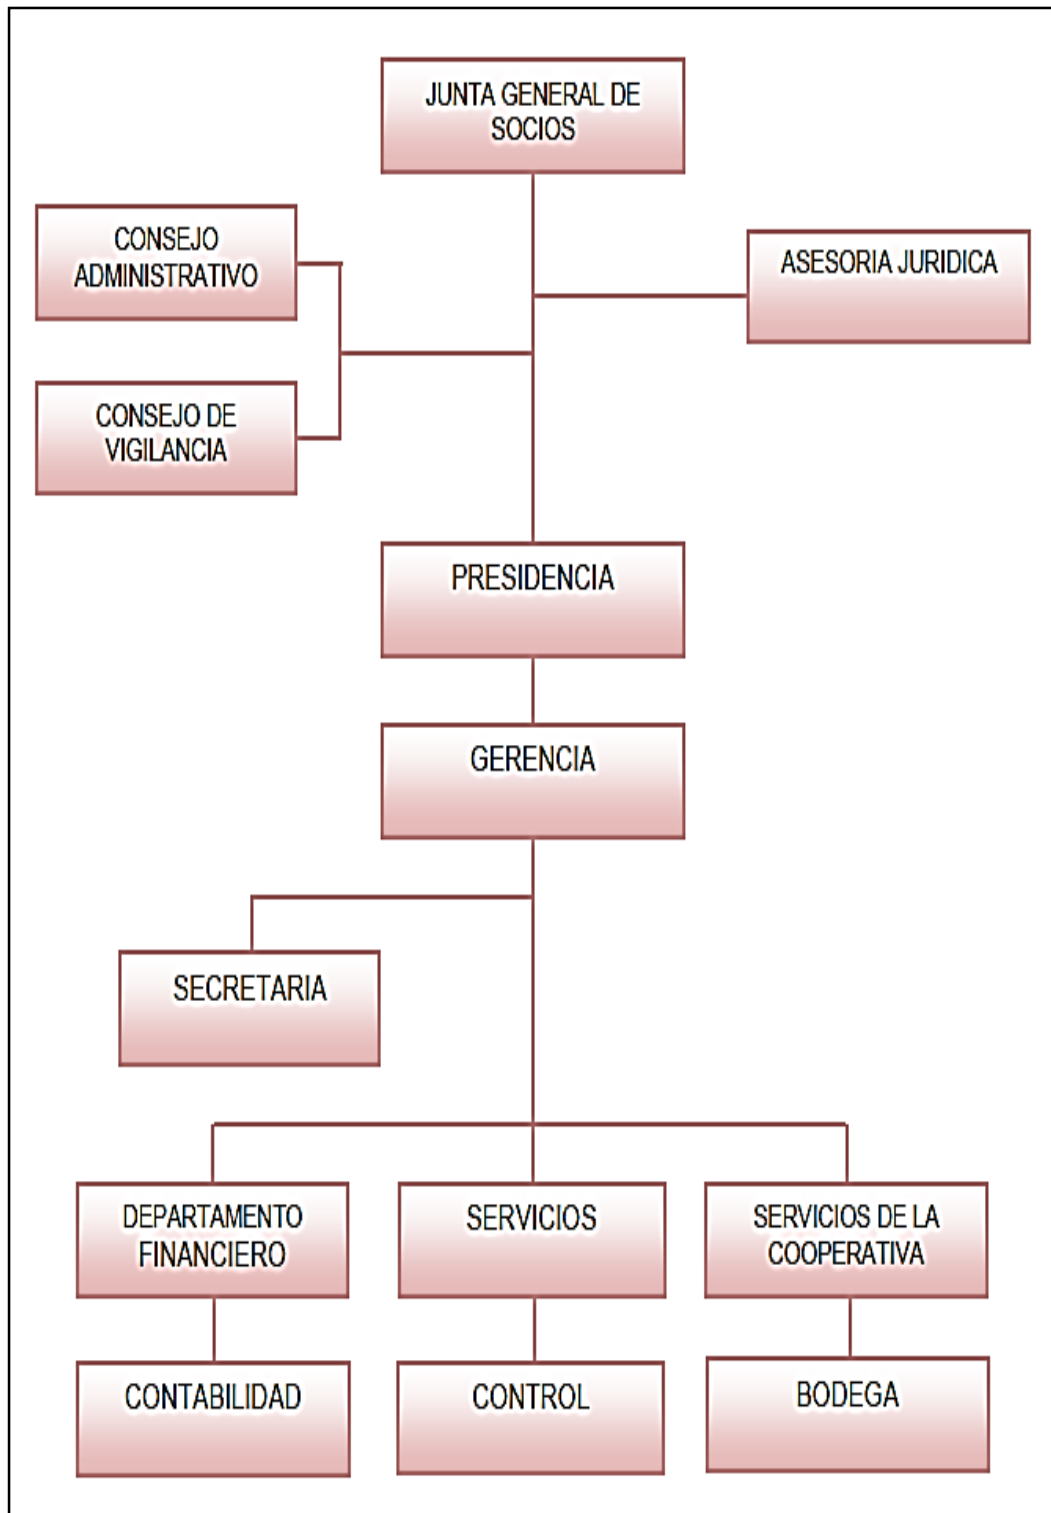 JUNTA GENERAL DE
SOCIOS
CONSEJO
ADMINISTRATIVO
ASESORIA JURIDICA
CONSEJO DE
VIGILANCIA
PRESIDENCIA
GERENCIA
SECRETARIA
DEPARTAMENTO
FINANCIERO
SERVICIOS
SERVICIOS DE LA
COOPERATIVA
CONTABILIDAD
CONTROL
BODEGA